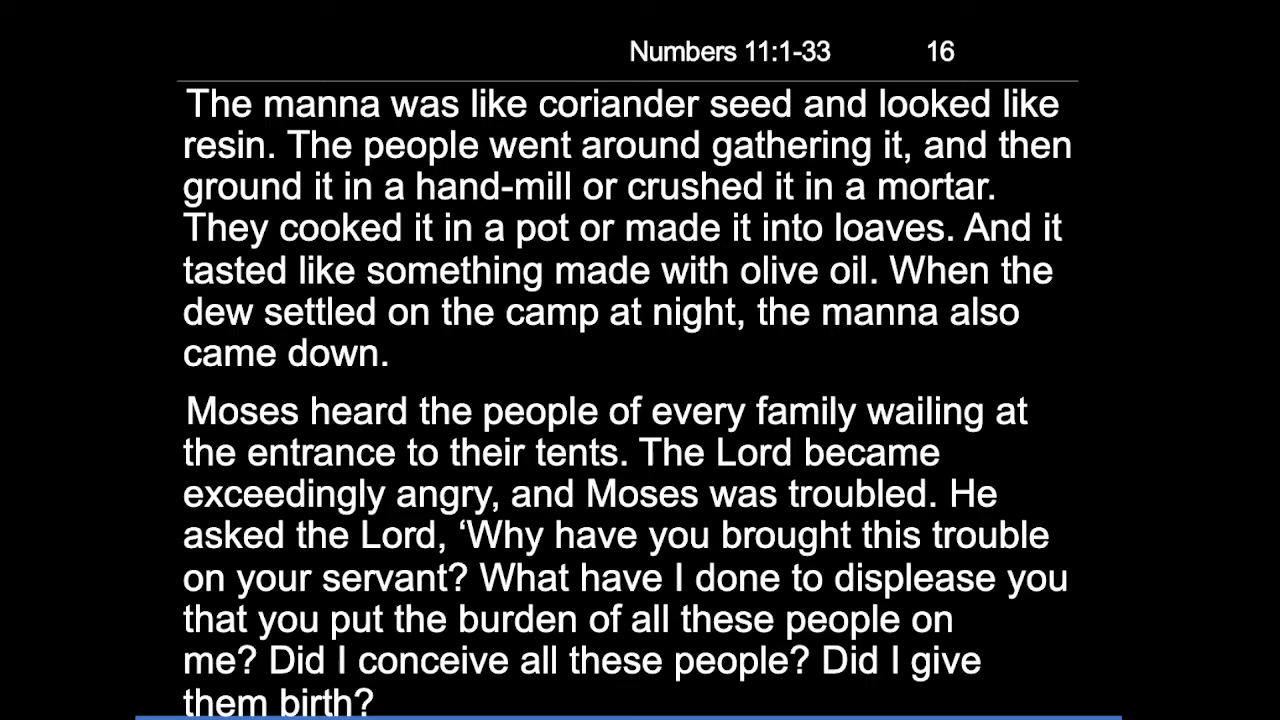 Numbers 11:1-33 16
The manna was like coriander seed and looked like
resin. The people went around gathering it, and then
ground it in a hand-mill or crushed it in a mortar.
They cooked it in a pot or made it into loaves. And it
tasted like something made with olive oil. When the
dew settled on the camp at night, the manna also
came down.
Moses heard the people of every family wailing at
the entrance to their tents. The Lord became
exceedingly angry, and Moses was troubled. He
asked the Lord, ‘Why have you brought this trouble
on your servant? What have I done to displease you
that you put the burden of all these people on
me? Did I conceive all these people? Did I give
them birth?